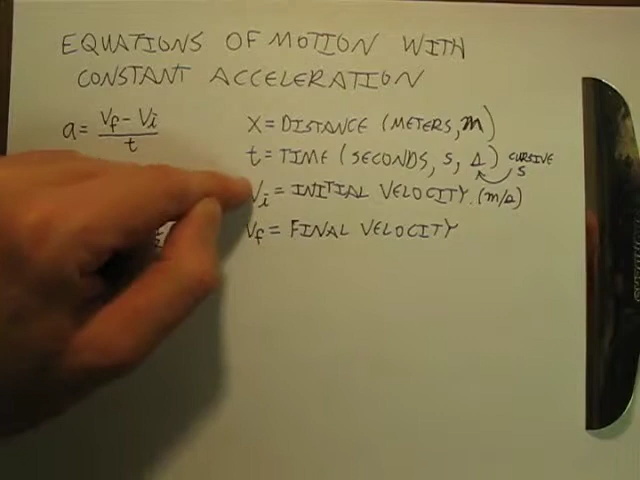 EQUATIONS OF MOTION WITH
CONSTANT ACCELERATION
a = Vf - Vi / t
X = DISTANCE (METERS, m)
t = TIME (SECONDS, S, s) CURSIVE S
Vi = INITIAL VELOCITY. (m/s)
Vf = FINAL VELOCITY